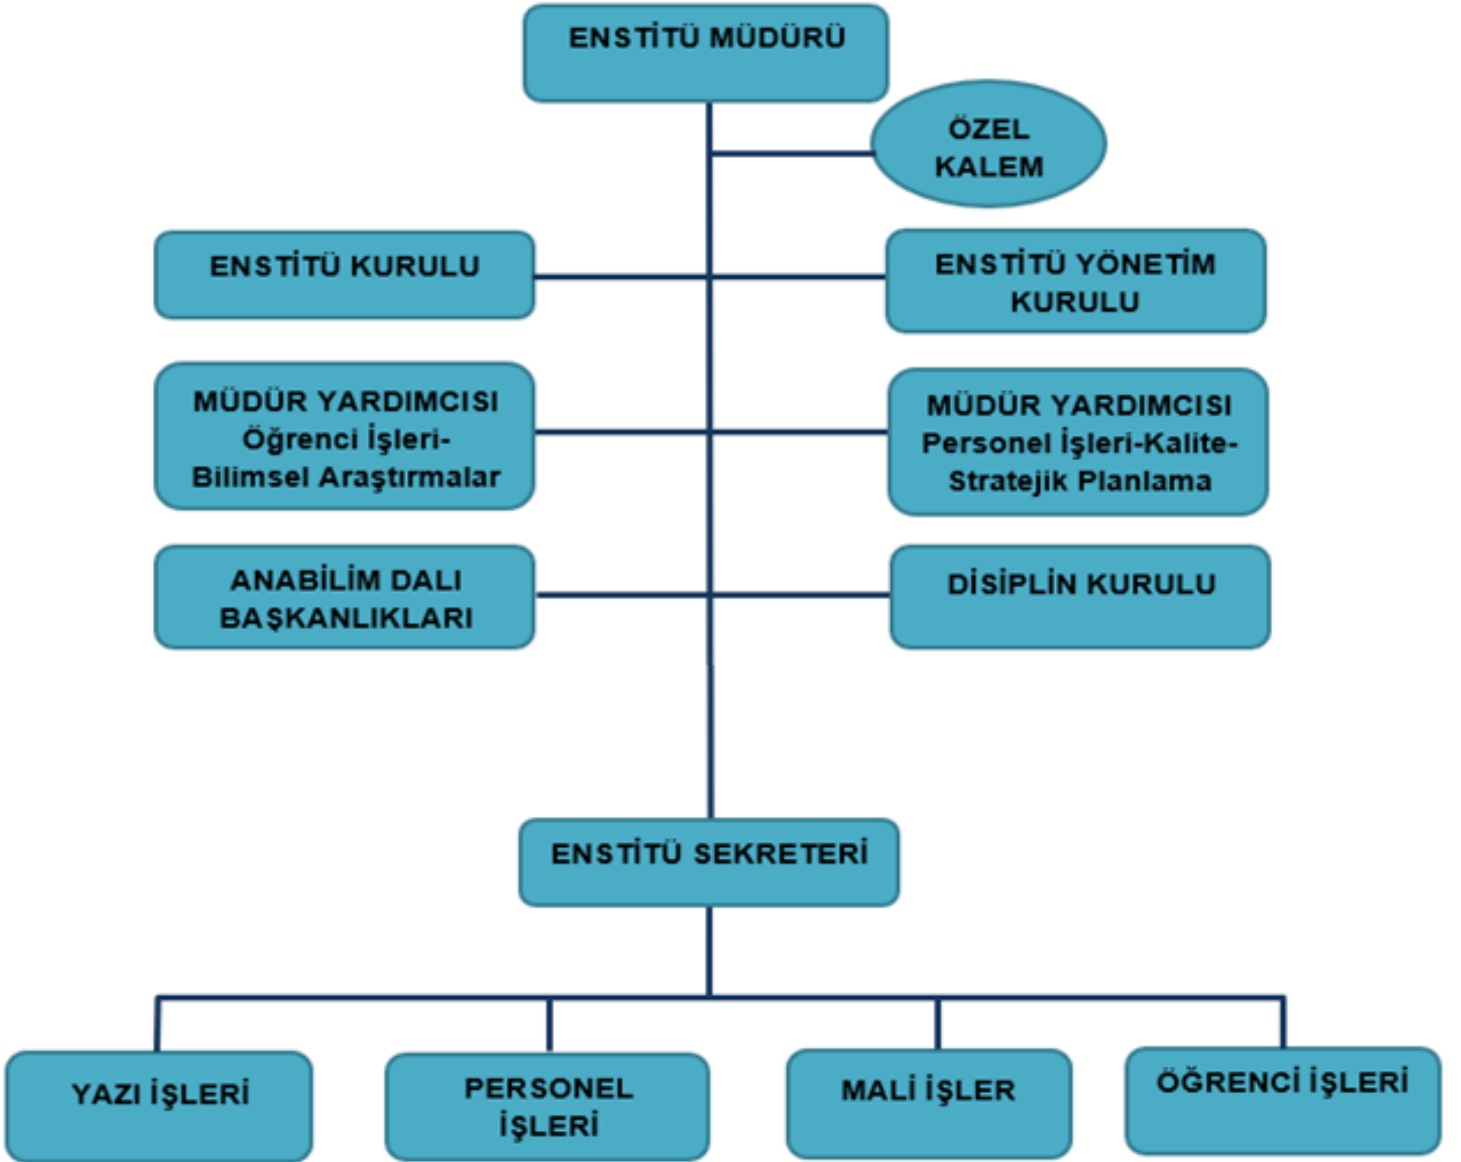 ENSTİTÜ MÜDÜRÜ
ÖZEL
KALEM
ENSTİTÜ KURULU
ENSTİTÜ YÖNETİM
KURULU
MÜDÜR YARDIMCISI
Öğrenci İşleri-
Bilimsel Araştırmalar
MÜDÜR YARDIMCISI
Personel İşleri-Kalite-
Stratejik Planlama
ANABİLİM DALI
BAŞKANLIKLARI
DİSİPLİN KURULU
ENSTİTÜ SEKRETERİ
YAZI İŞLERİ
PERSONEL
İŞLERİ
MALİ İŞLER
ÖĞRENCİ İŞLERİ